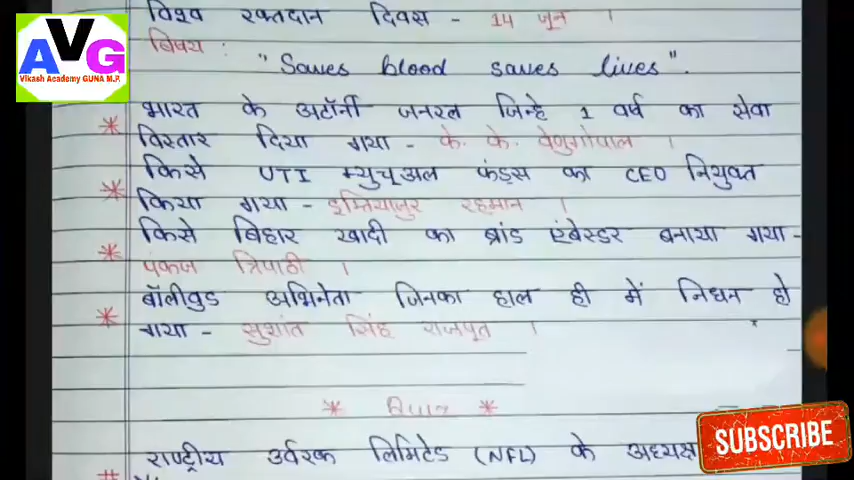 विश्व रक्तदान दिवस - 14 जून ।
विषय : "Saves blood saves lives".
AVG
Vikash Academy GUNA M.P.
* भारत के अटॉर्नी जनरल जिन्हे 1 वर्ष का सेवा
विस्तार दिया गया - के. के. वेणुगोपाल ।
* किसे UTI म्युचुअल फंड्स का CEO नियुक्त
किया गया - इम्तियाजुर रहमान ।
* किसे बिहार खादी का ब्रांड एंबेस्डर बनाया गया -
पंकज त्रिपाठी ।
* बॉलीवुड अभिनेता जिनका हाल ही में निधन हो
गया - सुशांत सिंह राजपूत ।
* *
# राष्ट्रीय उर्वरक लिमिटेड (NFL) के अध्यक्ष
SUBSCRIBE